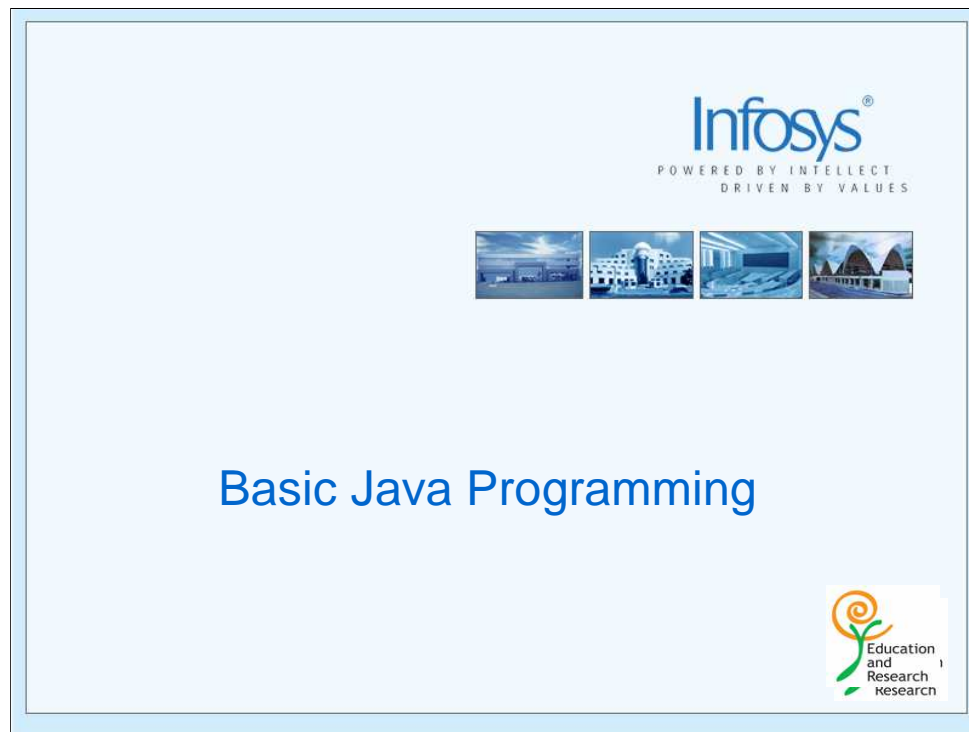 Infosys®
POWERED BY INTELLECT
DRIVEN BY VALUES
Basic Java Programming
Education
and
Research
Research